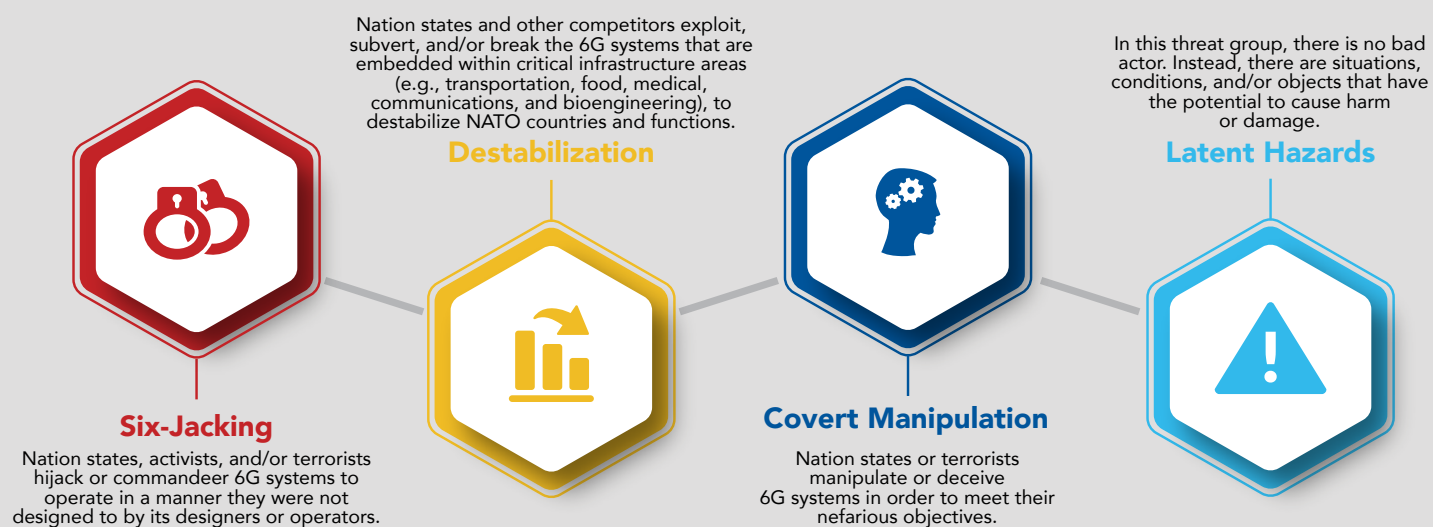 Six-Jacking
Nation states, activists, and/or terrorists
hijack or commandeer 6G systems to
operate in a manner they were not
designed to by its designers or operators.
Nation states and other competitors exploit,
subvert, and/or break the 6G systems that are
embedded within critical infrastructure areas
(e.g., transportation, food, medical,
communications, and bioengineering), to
destabilize NATO countries and functions.
Destabilization
Covert Manipulation
Nation states or terrorists
manipulate or deceive
6G systems in order to meet their
nefarious objectives.
In this threat group, there is no bad
actor. Instead, there are situations,
conditions, and/or objects that have
the potential to cause harm
or damage.
Latent Hazards